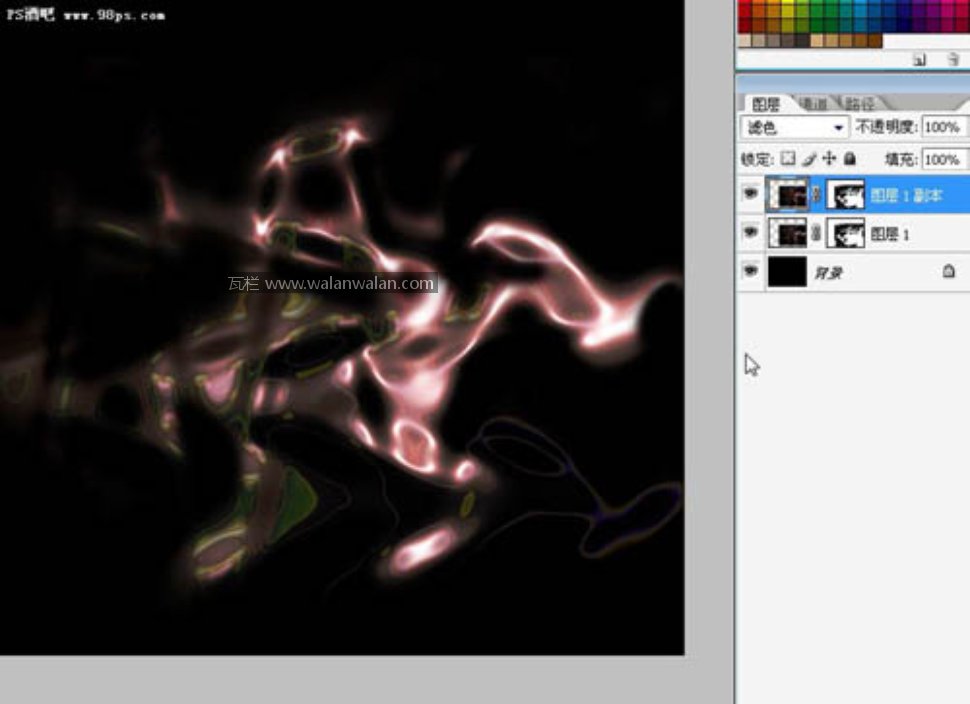 PS酒吧 www.98ps.com
瓦栏 www.walanwalan.com
图层 通道 路径
滤色 不透明度: 100%
锁定: 填充: 100%
图层 1 副本
图层 1
背景